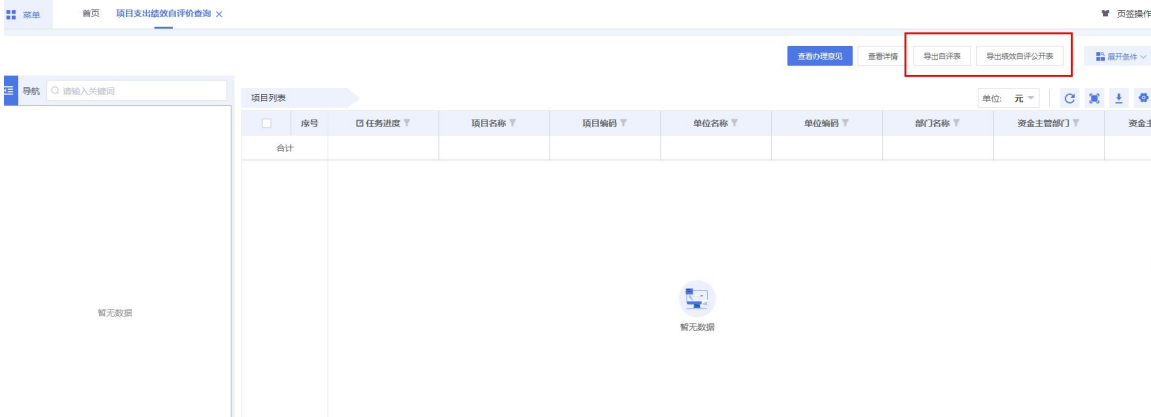 菜单 首页 项目支出绩效自评价查询 × 页签操作
查看办理意见 查看详情 导出自评表 导出绩效自评公开表 展开条件
导航 请输入关键词
项目列表 单位: 元
序号 任务进度 项目名称 项目编码 单位名称 单位编码 部门名称 资金主管部门 资金主
合计
暂无数据
暂无数据